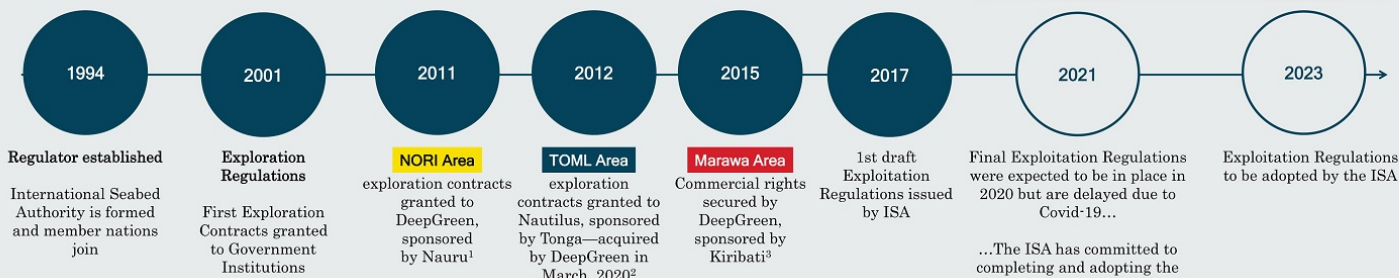 1994
Regulator established
International Seabed
Authority is formed
and member nations
join
2001
Exploration
Regulations
First Exploration
Contracts granted
to Government
Institutions
2011
NORI Area
exploration contracts
granted to
DeepGreen,
sponsored
by Nauru¹
2012
TOML Area
exploration
contracts granted to
Nautilus, sponsored
by Tonga—acquired
by DeepGreen in
March, 2020²
2015
Marawa Area
Commercial rights
secured by
DeepGreen,
sponsored by
Kiribati³
2017
1st draft
Exploitation
Regulations issued
by ISA
2021
Final Exploitation Regulations
were expected to be in place in
2020 but are delayed due to
Covid-19…
…The ISA has committed to
completing and adopting the
2023
Exploitation Regulations
to be adopted by the ISA